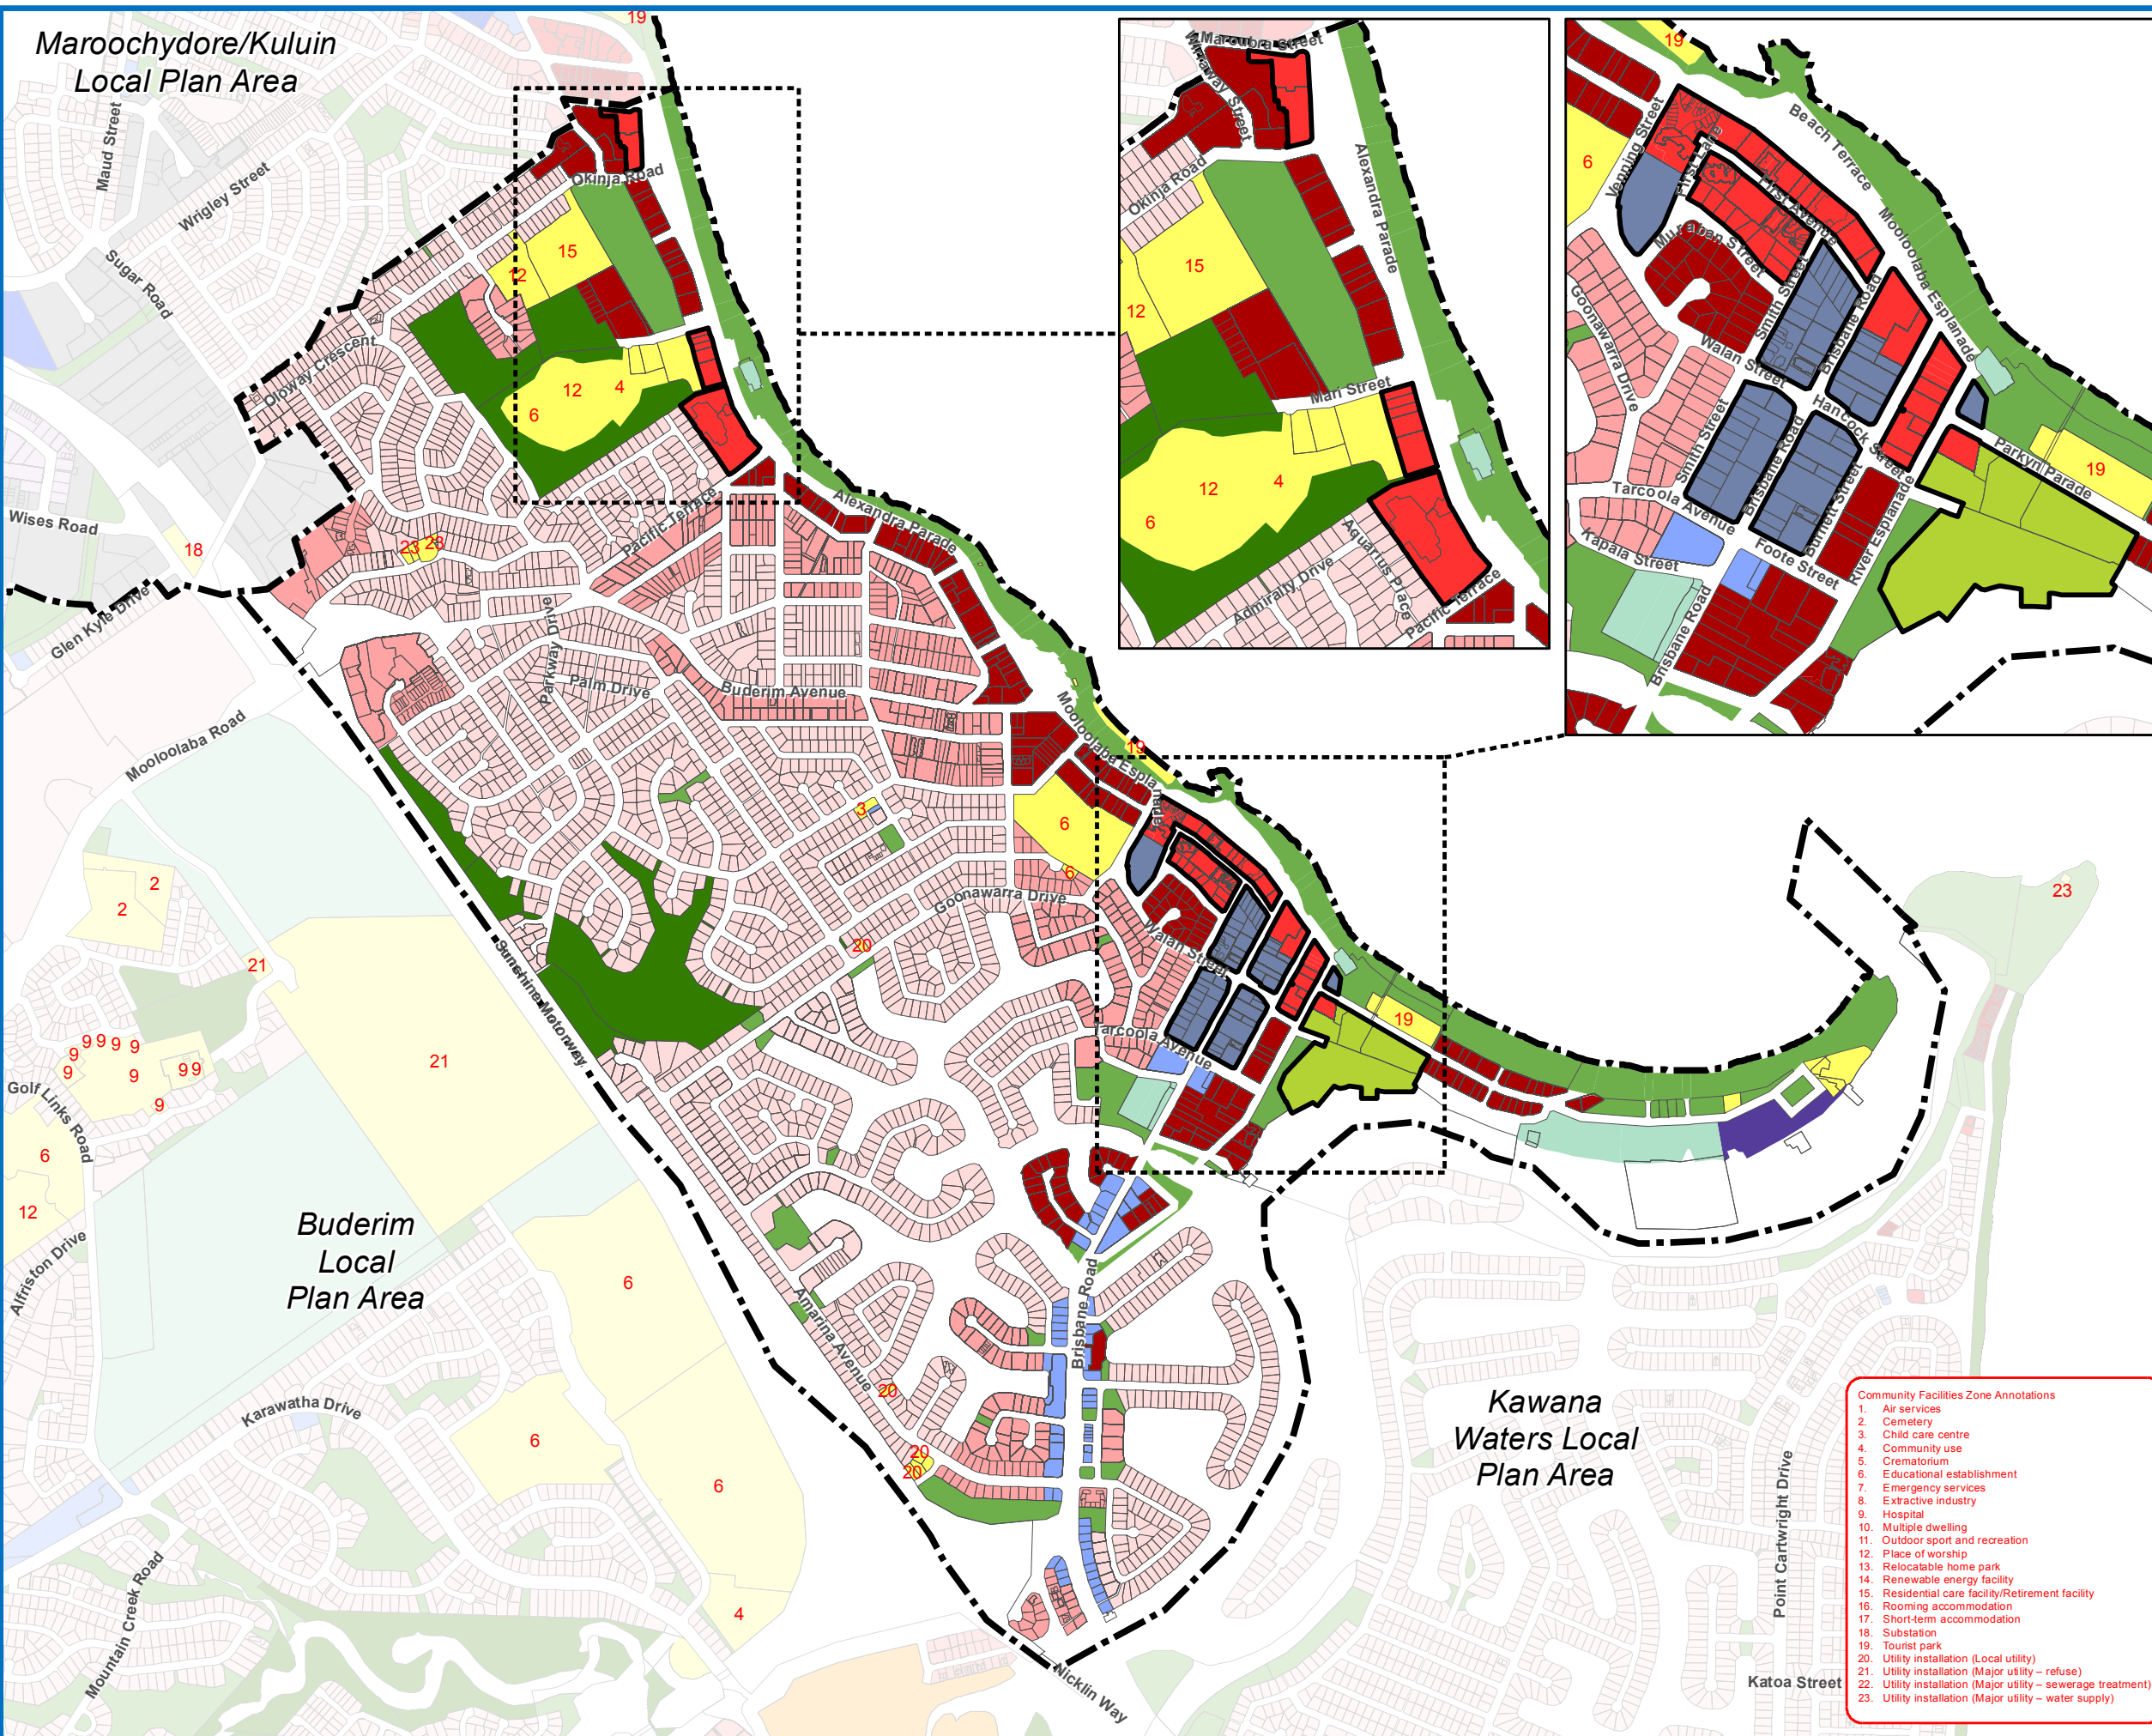 Maroochydore/Kuluin
Local Plan Area
19
Maud Street
Wrigley Street
Sugar Road
Okinja Road
15
12
12
4
6
Oloway Crescent
Wises Road
18
23
23
Pacific Terrace
Alexandra Parade
Glen Kyle Drive
Parkway Drive
Palm Drive
Buderim Avenue
Mooloolaba Road
Mooloolaba Esplanade
19
3
6
6
Goonawarra Drive
20
Walan Street
Tarcoola Avenue
19
Sunshine Motorway
2
2
21
21
9
9
9
9
9
9
9
9
9
9
Golf Links Road
6
12
Alfriston Drive
Buderim
Local
Plan Area
6
Amarina Avenue
Brisbane Road
20
20
20
Karawatha Drive
6
6
4
Mountain Creek Road
Nicklin Way
Kawana
Waters Local
Plan Area
23
Point Cartwright Drive
Katoa Street
Maroubra Street
Wirraway Street
Okinja Road
Alexandra Parade
15
12
Mari Street
12
4
6
Aquarius Place
Admiralty Drive
Pacific Terrace
19
Beach Terrace
Venning Street
6
First Lane
First Avenue
Muraban Street
Mooloolaba Esplanade
Smith Street
Brisbane Road
Goonawarra Drive
Walan Street
Hancock Street
Parkyn Parade
19
Smith Street
Brisbane Road
Burnett Street
River Esplanade
Tarcoola Avenue
Foote Street
Kapala Street
Brisbane Road
Community Facilities Zone Annotations
1. Air services
2. Cemetery
3. Child care centre
4. Community use
5. Crematorium
6. Educational establishment
7. Emergency services
8. Extractive industry
9. Hospital
10. Multiple dwelling
11. Outdoor sport and recreation
12. Place of worship
13. Relocatable home park
14. Renewable energy facility
15. Residential care facility/Retirement facility
16. Rooming accommodation
17. Short-term accommodation
18. Substation
19. Tourist park
20. Utility installation (Local utility)
21. Utility installation (Major utility – refuse)
22. Utility installation (Major utility – sewerage treatment)
23. Utility installation (Major utility – water supply)